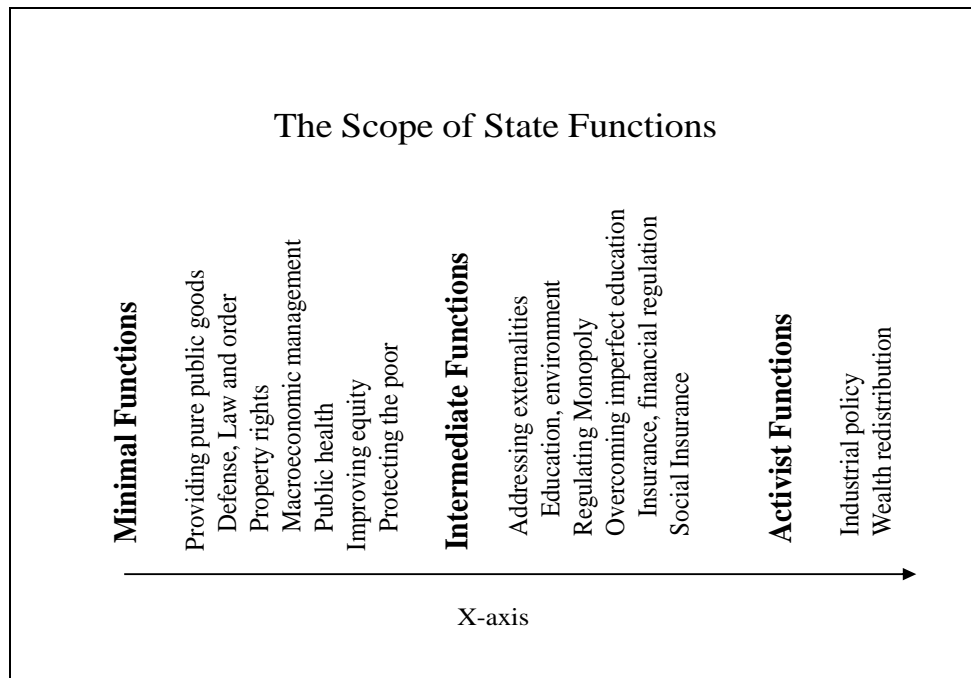 The Scope of State Functions
Minimal Functions
Providing pure public goods
Defense, Law and order
Property rights
Macroeconomic management
Public health
Improving equity
Protecting the poor
Intermediate Functions
Addressing externalities
Education, environment
Regulating Monopoly
Overcoming imperfect education
Insurance, financial regulation
Social Insurance
Activist Functions
Industrial policy
Wealth redistribution
X-axis